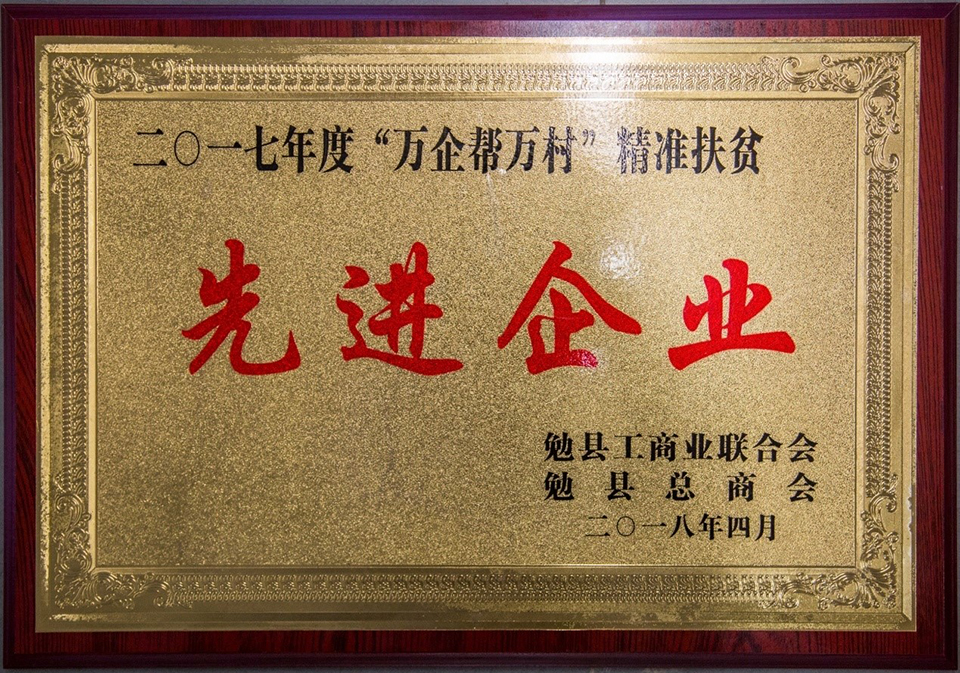 二〇一七年度“万企帮万村”精准扶贫
先进企业
勉县工商业联合会
勉县总商会
二〇一八年四月